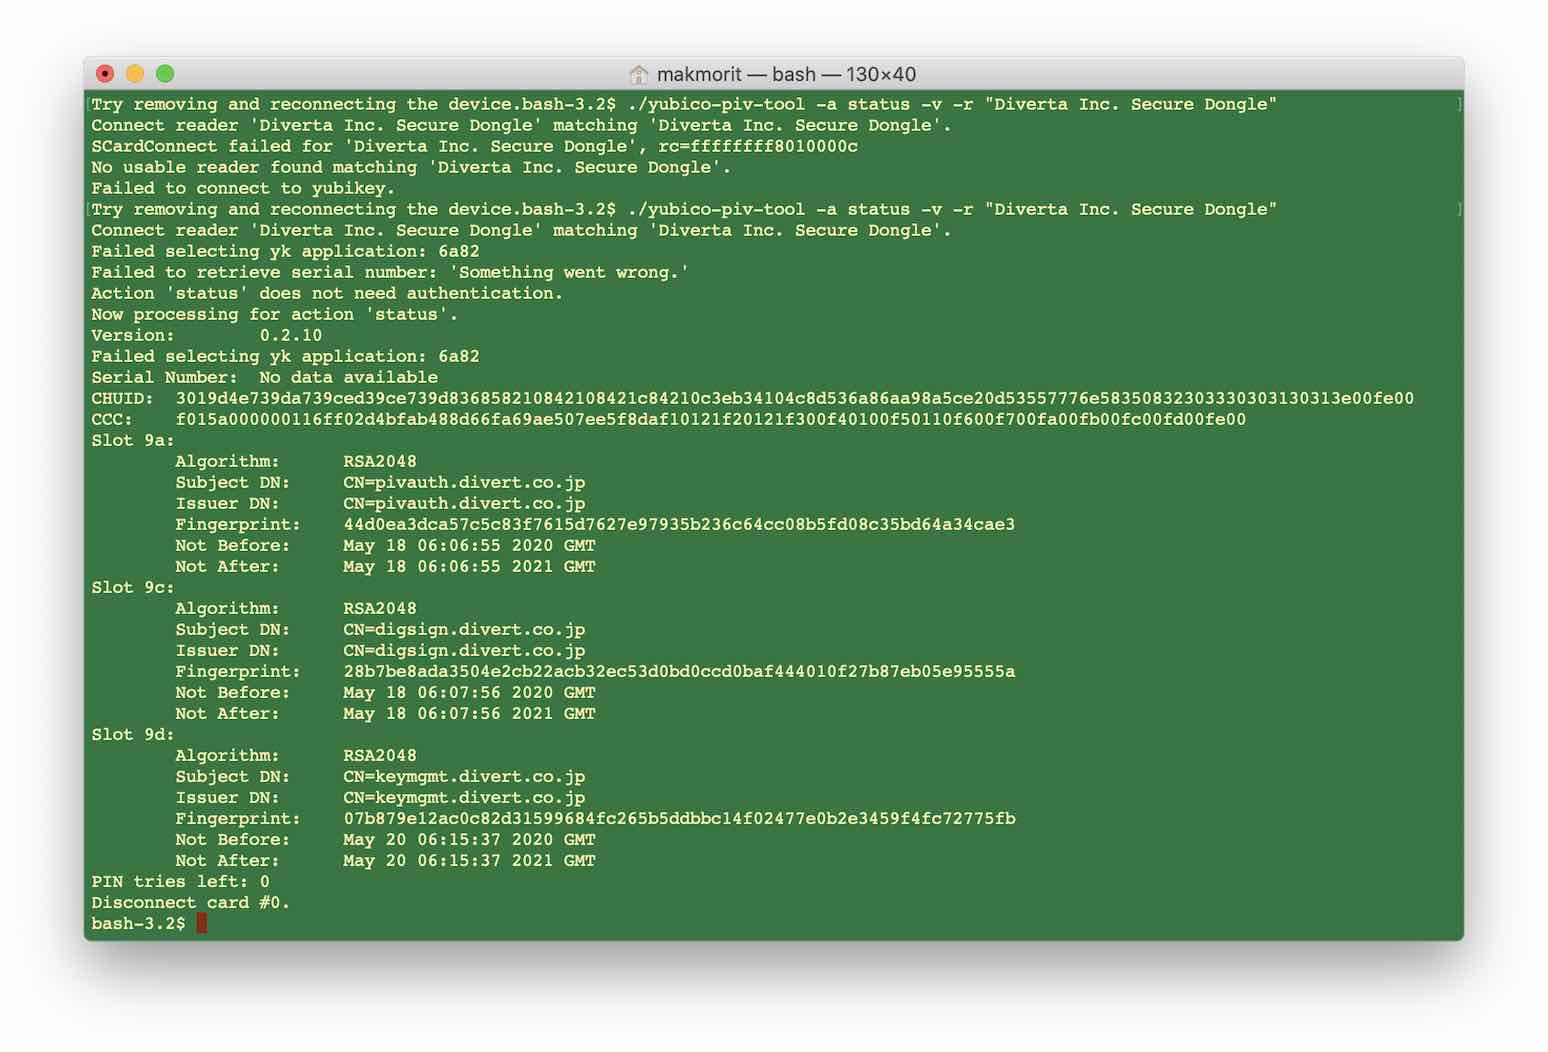 makmorit — bash — 130×40
[Try removing and reconnecting the device.bash-3.2$ ./yubico-piv-tool -a status -v -r "Diverta Inc. Secure Dongle" ]
Connect reader 'Diverta Inc. Secure Dongle' matching 'Diverta Inc. Secure Dongle'.
SCardConnect failed for 'Diverta Inc. Secure Dongle', rc=ffffffff8010000c
No usable reader found matching 'Diverta Inc. Secure Dongle'.
Failed to connect to yubikey.
[Try removing and reconnecting the device.bash-3.2$ ./yubico-piv-tool -a status -v -r "Diverta Inc. Secure Dongle" ]
Connect reader 'Diverta Inc. Secure Dongle' matching 'Diverta Inc. Secure Dongle'.
Failed selecting yk application: 6a82
Failed to retrieve serial number: 'Something went wrong.'
Action 'status' does not need authentication.
Now processing for action 'status'.
Version: 0.2.10
Failed selecting yk application: 6a82
Serial Number: No data available
CHUID: 3019d4e739da739ced39ce739d836858210842108421c84210c3eb34104c8d536a86aa98a5ce20d53557776e58350832303330303130313e00fe00
CCC: f015a000000116ff02d4bfab488d66fa69ae507ee5f8daf10121f20121f300f40100f50110f600f700fa00fb00fc00fd00fe00
Slot 9a:
Algorithm: RSA2048
Subject DN: CN=pivauth.divert.co.jp
Issuer DN: CN=pivauth.divert.co.jp
Fingerprint: 44d0ea3dca57c5c83f7615d7627e97935b236c64cc08b5fd08c35bd64a34cae3
Not Before: May 18 06:06:55 2020 GMT
Not After: May 18 06:06:55 2021 GMT
Slot 9c:
Algorithm: RSA2048
Subject DN: CN=digsign.divert.co.jp
Issuer DN: CN=digsign.divert.co.jp
Fingerprint: 28b7be8ada3504e2cb22acb32ec53d0bd0ccd0baf444010f27b87eb05e95555a
Not Before: May 18 06:07:56 2020 GMT
Not After: May 18 06:07:56 2021 GMT
Slot 9d:
Algorithm: RSA2048
Subject DN: CN=keymgmt.divert.co.jp
Issuer DN: CN=keymgmt.divert.co.jp
Fingerprint: 07b879e12ac0c82d31599684fc265b5ddbbc14f02477e0b2e3459f4fc72775fb
Not Before: May 20 06:15:37 2020 GMT
Not After: May 20 06:15:37 2021 GMT
PIN tries left: 0
Disconnect card #0.
bash-3.2$